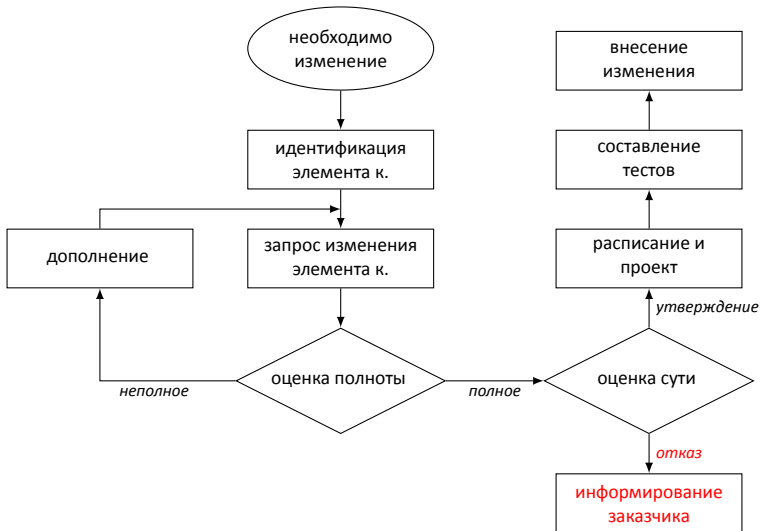 необходимо
изменение
идентификация
элемента к.
запрос изменения
элемента к.
дополнение
оценка полноты
неполное
полное
внесение
изменения
составление
тестов
расписание и
проект
утверждение
оценка сути
отказ
информирование
заказчика